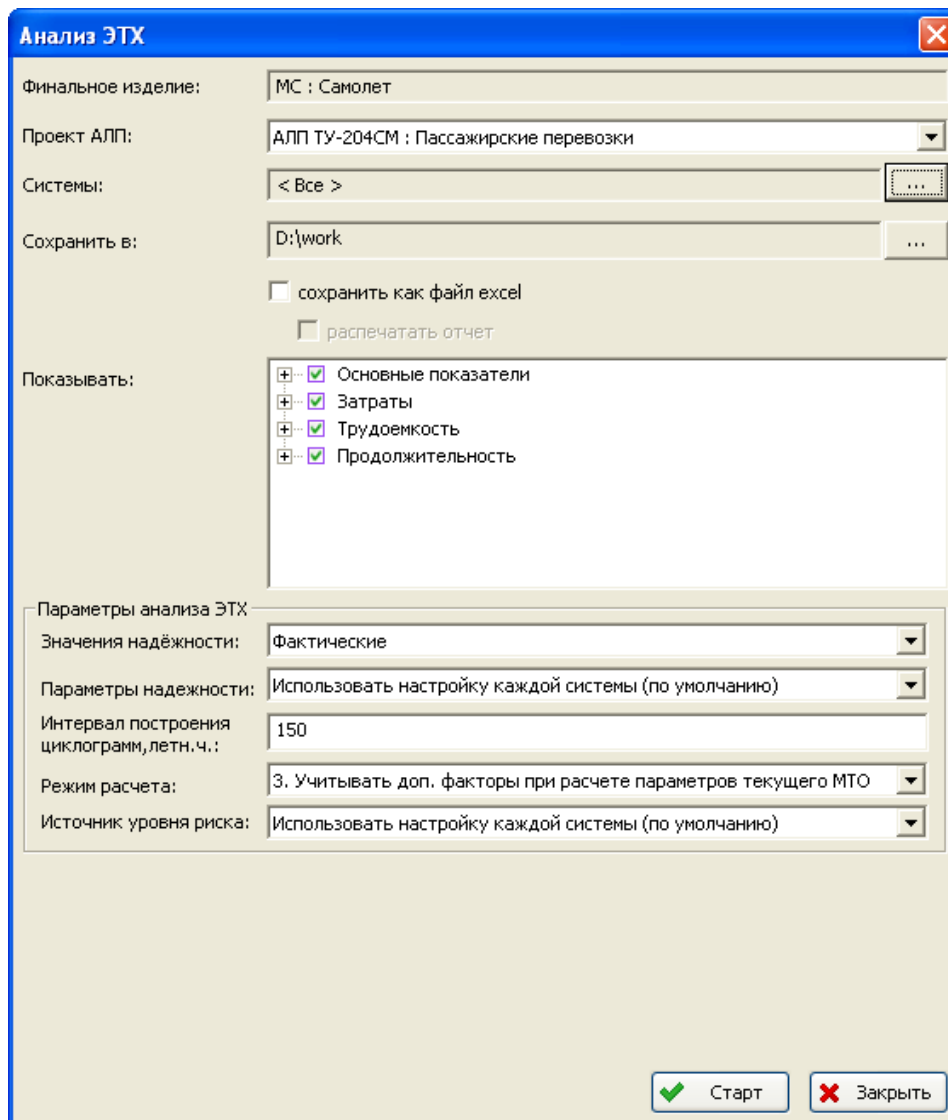 Анализ ЭТХ
Финальное изделие: МС : Самолет
Проект АЛП: АЛП ТУ-204СМ : Пассажирские перевозки
Системы: < Все > ...
Сохранить в: D:\work ...
сохранить как файл excel
распечатать отчет
Показывать:
Основные показатели
Затраты
Трудоемкость
Продолжительность
Параметры анализа ЭТХ
Значения надёжности: Фактические
Параметры надежности: Использовать настройку каждой системы (по умолчанию)
Интервал построения
циклограмм,летн.ч.: 150
Режим расчета: 3. Учитывать доп. факторы при расчете параметров текущего МТО
Источник уровня риска: Использовать настройку каждой системы (по умолчанию)
Старт Закрыть